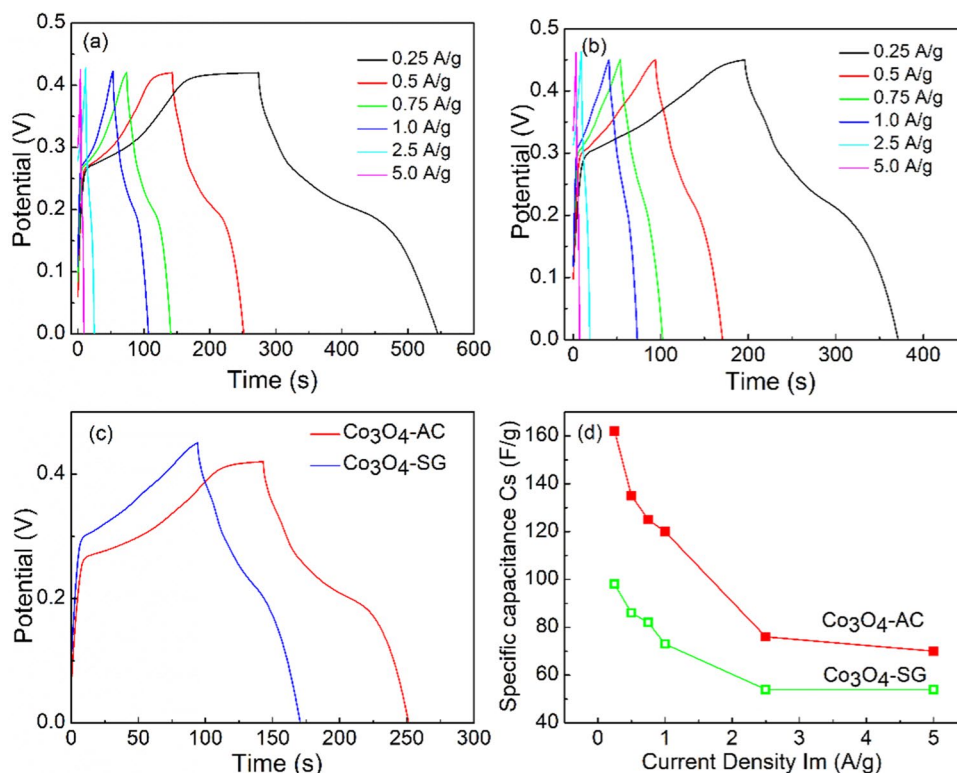 (a)
0.25 A/g
0.5 A/g
0.75 A/g
1.0 A/g
2.5 A/g
5.0 A/g
Potential (V)
0.5
0.4
0.3
0.2
0.1
0.0
0 100 200 300 400 500 600
Time (s)
(b)
0.25 A/g
0.5 A/g
0.75 A/g
1.0 A/g
2.5 A/g
5.0 A/g
Potential (V)
0.5
0.4
0.3
0.2
0.1
0.0
0 100 200 300 400
Time (s)
(c)
Co3O4-AC
Co3O4-SG
Potential (V)
0.4
0.2
0.0
0 50 100 150 200 250 300
Time (s)
(d)
Specific capacitance Cs (F/g)
160
140
120
100
80
60
40
Co3O4-AC
Co3O4-SG
0 1 2 3 4 5
Current Density Im (A/g)